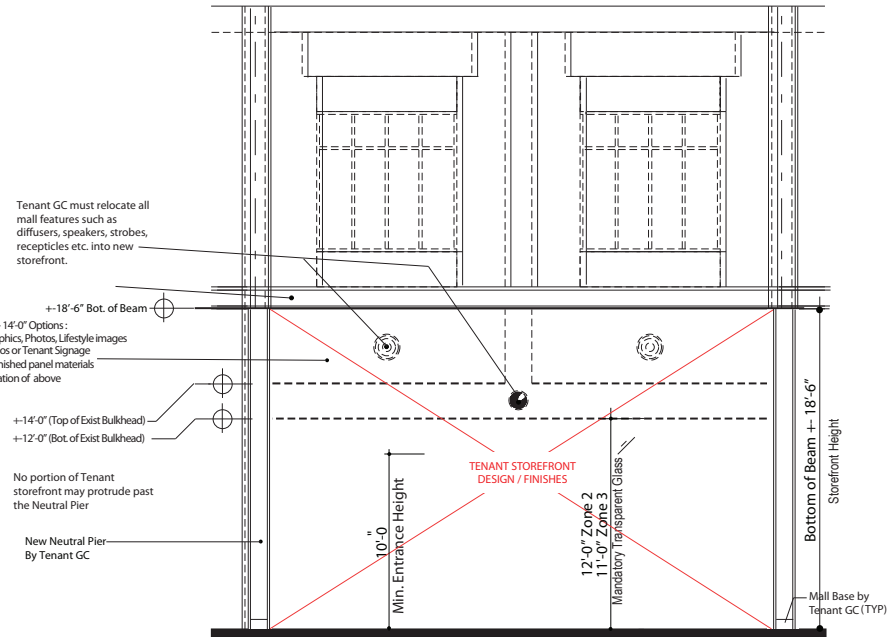 Tenant GC must relocate all
mall features such as
diffusers, speakers, strobes,
recepticles etc. into new
storefront.
+-18'-6" Bot. of Beam
14'-0" Options :
phics, Photos, Lifestyle images
os or Tenant Signage
nished panel materials
ation of above
+-14'-0" (Top of Exist Bulkhead)
+-12'-0" (Bot. of Exist Bulkhead)
No portion of Tenant
storefront may protrude past
the Neutral Pier
New Neutral Pier
By Tenant GC
TENANT STOREFRONT
DESIGN / FINISHES
10'-0"
Min. Entrance Height
12'-0" Zone 2
11'-0" Zone 3
Mandatory Transparent Glass
Bottom of Beam +- 18'-6"
Storefront Height
Mall Base by
Tenant GC (TYP)